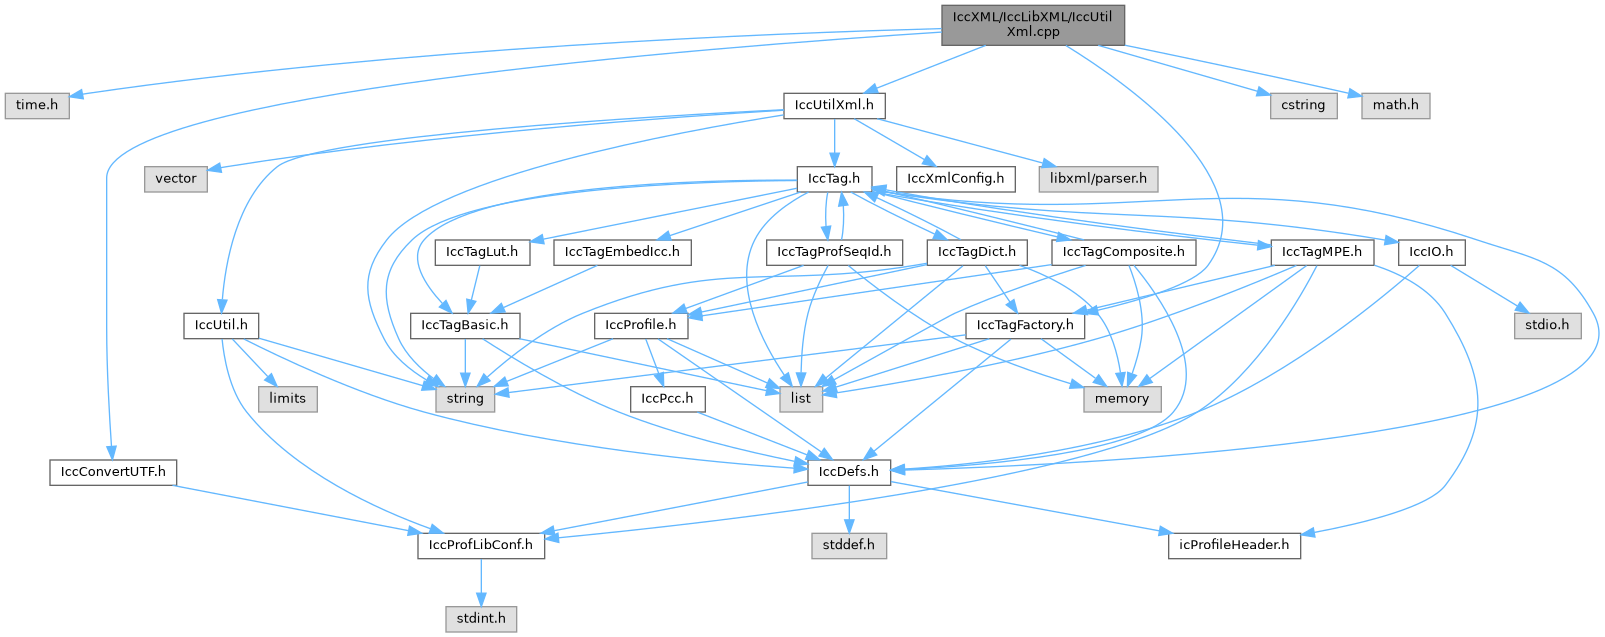 IccXML/IccLibXML/IccUtil
Xml.cpp
time.h
IccUtilXml.h
cstring
math.h
vector
IccTag.h
IccXmlConfig.h
libxml/parser.h
IccTagLut.h
IccTagEmbedIcc.h
IccTagProfSeqId.h
IccTagDict.h
IccTagComposite.h
IccTagMPE.h
IccIO.h
IccUtil.h
IccTagBasic.h
IccProfile.h
IccTagFactory.h
stdio.h
limits
string
IccPcc.h
list
memory
IccConvertUTF.h
IccDefs.h
IccProfLibConf.h
stddef.h
icProfileHeader.h
stdint.h